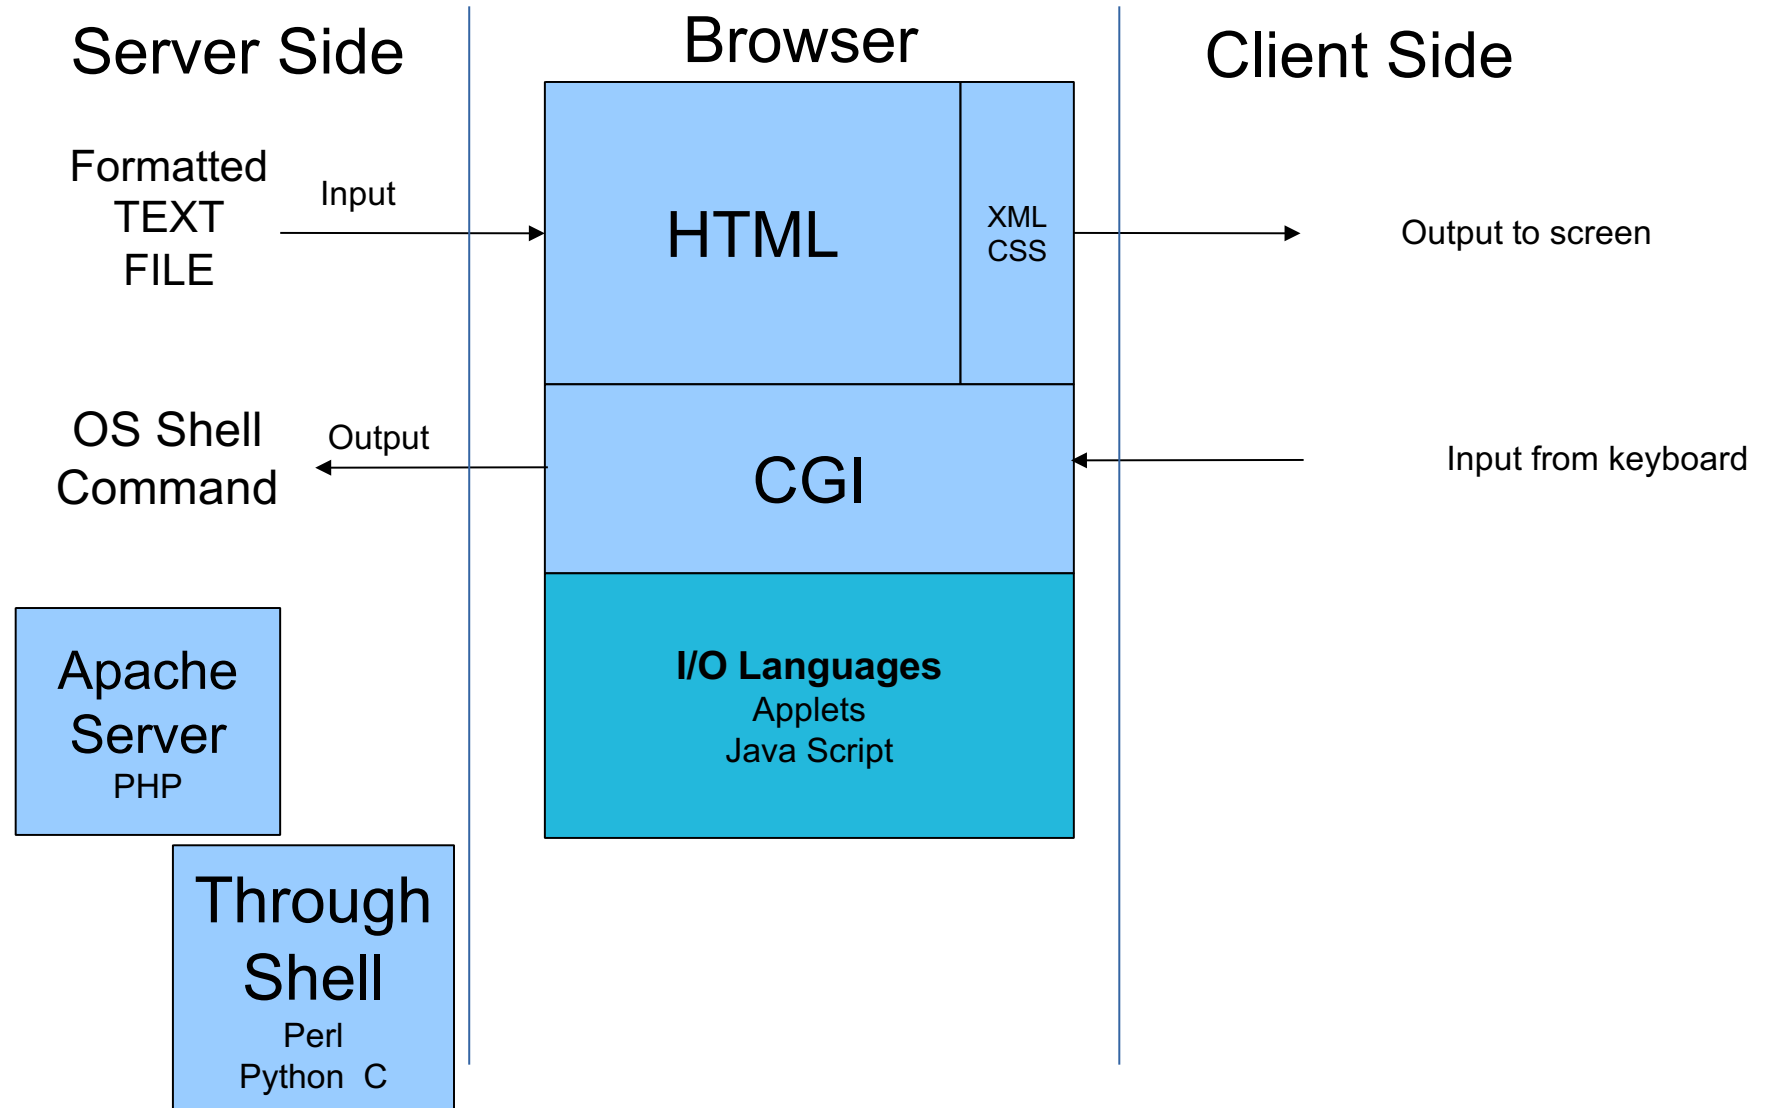 Server Side
Browser
Client Side
Formatted
TEXT
FILE
Input
HTML
XML
CSS
Output to screen
OS Shell
Command
Output
CGI
Input from keyboard
I/O Languages
Applets
Java Script
Apache
Server
PHP
Through
Shell
Perl
Python  C